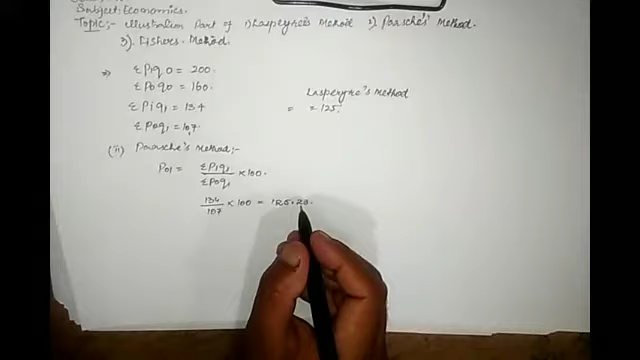 Subject:- Economics.
Topic:- illustration Part of 1) Laspeyre's Method 2) Paasche's Method.
3). Fishers. Method.
=> ΣP1q0 = 200.
ΣP0q0 = 160.
ΣP1q1 = 134
ΣP0q1 = 107.
Laspeyre's Method
= = 125.
(ii) Paasche's Method:-
P01 = ΣP1q1 / ΣP0q1 × 100.
134 / 107 × 100 = 125.23.